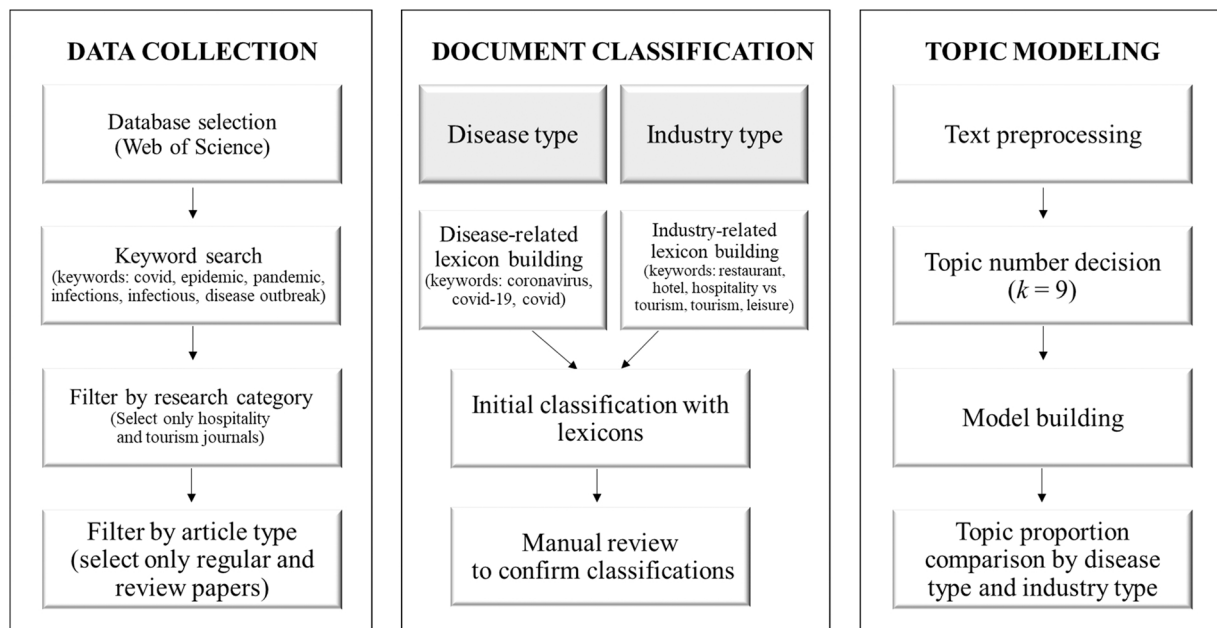 DATA COLLECTION
Database selection
(Web of Science)
Keyword search
(keywords: covid, epidemic, pandemic,
infections, infectious, disease outbreak)
Filter by research category
(Select only hospitality
and tourism journals)
Filter by article type
(select only regular and
review papers)
DOCUMENT CLASSIFICATION
Disease type
Industry type
Disease-related
lexicon building
(keywords: coronavirus,
covid-19, covid)
Industry-related
lexicon building
(keywords: restaurant,
hotel, hospitality vs
tourism, tourism, leisure)
Initial classification with
lexicons
Manual review
to confirm classifications
TOPIC MODELING
Text preprocessing
Topic number decision
(k = 9)
Model building
Topic proportion
comparison by disease
type and industry type